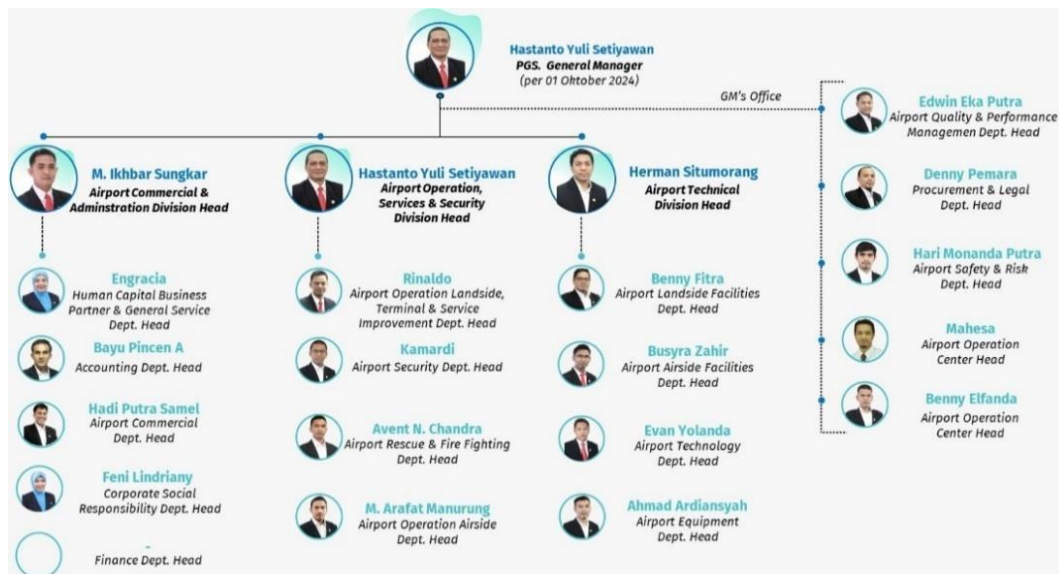 Hastanto Yuli Setiyawan
PGS. General Manager
(per 01 Oktober 2024)
GM's Office
M. Ikhbar Sungkar
Airport Commercial &
Adminstration Division Head
Engracia
Human Capital Business
Partner & General Service
Dept. Head
Bayu Pincen A
Accounting Dept. Head
Hadi Putra Samel
Airport Commercial
Dept. Head
Feni Lindriany
Corporate Social
Responsibility Dept. Head
-
Finance Dept. Head
Hastanto Yuli Setiyawan
Airport Operation,
Services & Security
Division Head
Rinaldo
Airport Operation Landside,
Terminal & Service
Improvement Dept. Head
Kamardi
Airport Security Dept. Head
Avent N. Chandra
Airport Rescue & Fire Fighting
Dept. Head
M. Arafat Manurung
Airport Operation Airside
Dept. Head
Herman Situmorang
Airport Technical
Division Head
Benny Fitra
Airport Landside Facilities
Dept. Head
Busyra Zahir
Airport Airside Facilities
Dept. Head
Evan Yolanda
Airport Technology
Dept. Head
Ahmad Ardiansyah
Airport Equipment
Dept. Head
Edwin Eka Putra
Airport Quality & Performance
Managemen Dept. Head
Denny Pemara
Procurement & Legal
Dept. Head
Hari Monanda Putra
Airport Safety & Risk
Dept. Head
Mahesa
Airport Operation
Center Head
Benny Elfanda
Airport Operation
Center Head